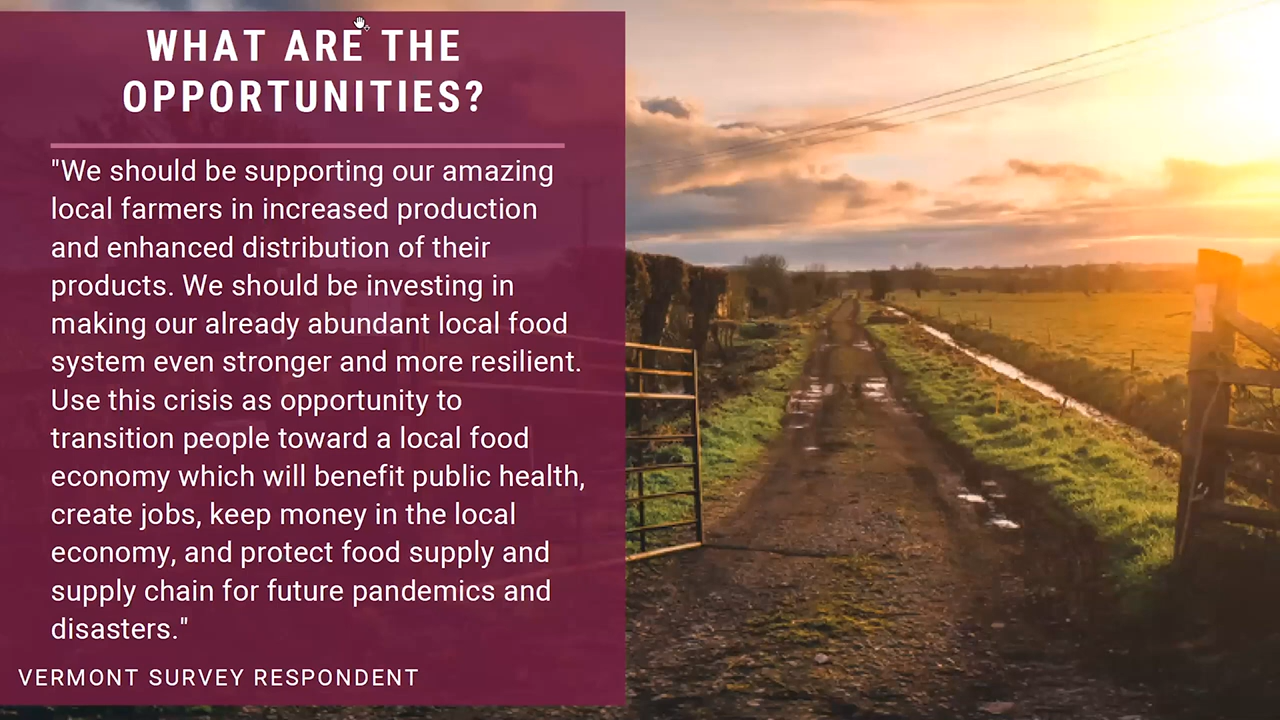 WHAT ARE THE
OPPORTUNITIES?
"We should be supporting our amazing
local farmers in increased production
and enhanced distribution of their
products. We should be investing in
making our already abundant local food
system even stronger and more resilient.
Use this crisis as opportunity to
transition people toward a local food
economy which will benefit public health,
create jobs, keep money in the local
economy, and protect food supply and
supply chain for future pandemics and
disasters."
VERMONT SURVEY RESPONDENT